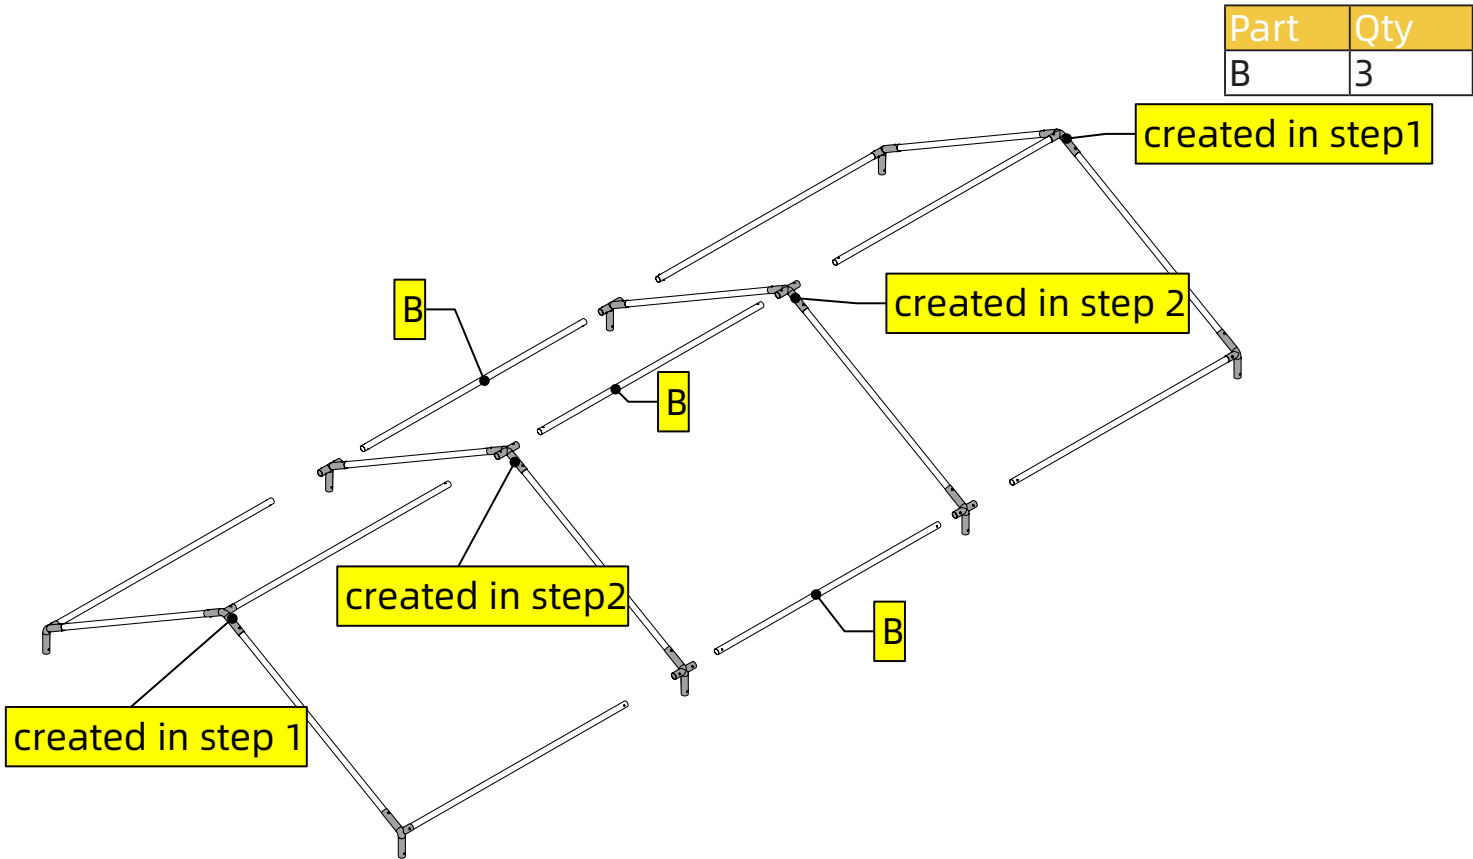 Part Qty
B 3
created in step1
created in step 2
B
B
created in step2
B
created in step 1